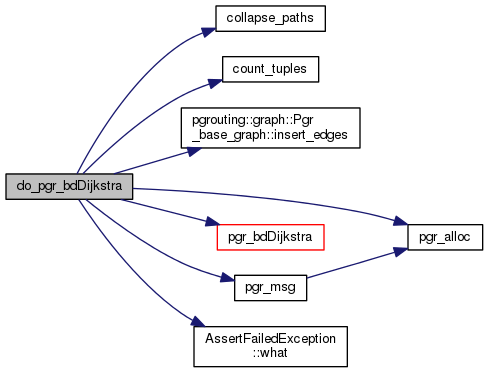 collapse_paths
count_tuples
pgrouting::graph::Pgr
_base_graph::insert_edges
do_pgr_bdDijkstra
pgr_bdDijkstra
pgr_alloc
pgr_msg
AssertFailedException
::what